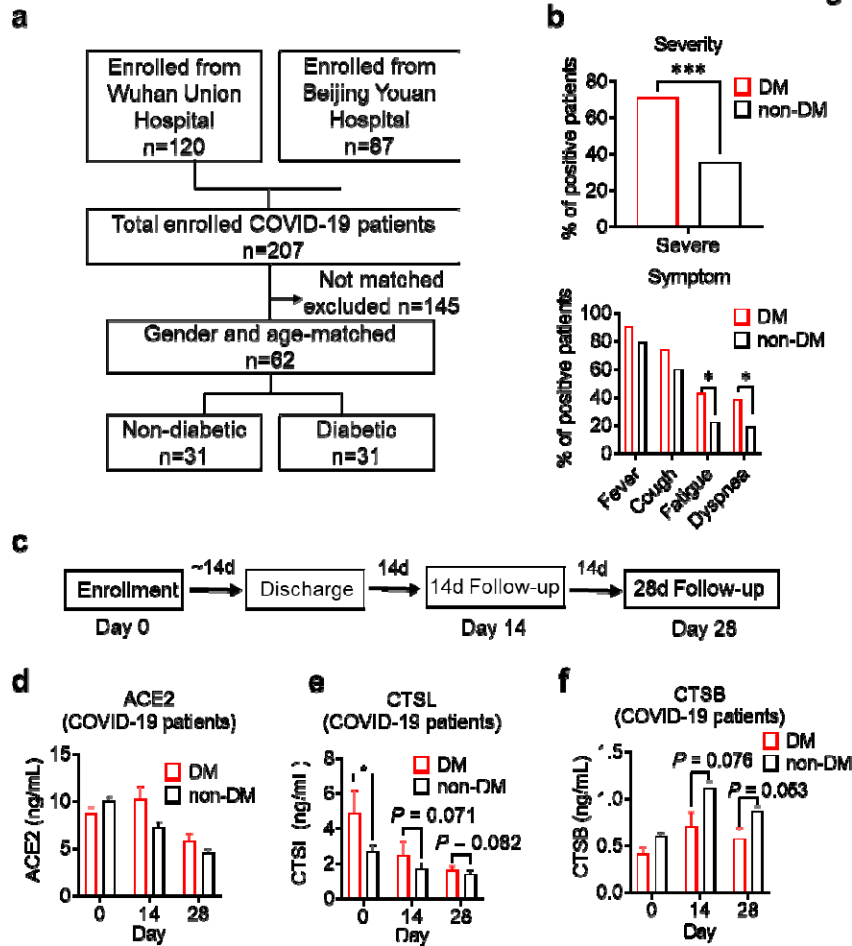 a
Enrolled from
Wuhan Union
Hospital
n=120
Enrolled from
Beijing Youan
Hospital
n=87
Total enrolled COVID-19 patients
n=207
Not matched
excluded n=145
Gender and age-matched
n=62
Non-diabetic
n=31
Diabetic
n=31
b
Severity
***
DM
non-DM
% of positive patients
80
60
40
20
0
Severe
Symptom
DM
non-DM
% of positive patients
100
80
60
40
20
0
*
*
Fever
Cough
Fatigue
Dyspnea
c
Enrollment
~14d
Discharge
14d
14d Follow-up
14d
28d Follow-up
Day 0
Day 14
Day 28
d
ACE2
(COVID-19 patients)
DM
non-DM
ACE2 (ng/mL)
15
10
5
0
0 14 28
Day
e
CTSL
(COVID-19 patients)
DM
non-DM
(ng/mL)
8
6
4
2
0
*
P = 0.071
P = 0.082
0 14 28
Day
f
CTSB
(COVID-19 patients)
DM
non-DM
CTSB (ng/mL)
1.0
0.5
0.0
P = 0.076
P = 0.053
0 14 28
Day